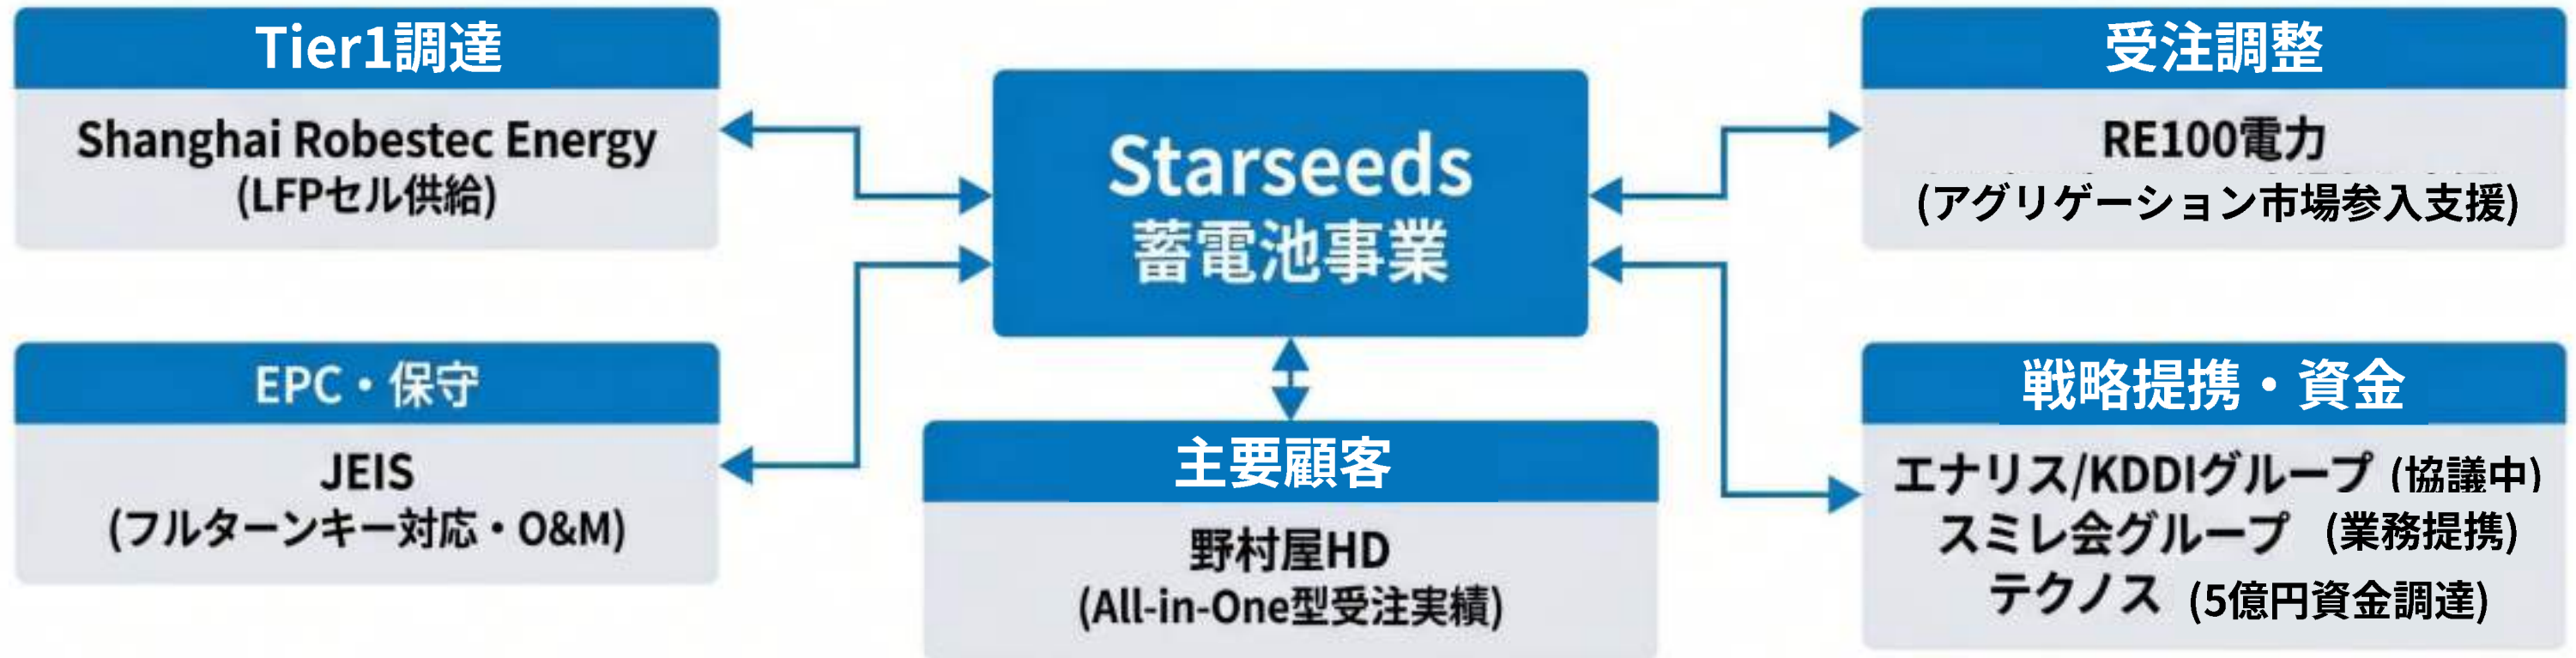 Tier1調達
Shanghai Robestec Energy
(LFPセル供給)
EPC・保守
JEIS
(フルターンキー対応・O&M)
Starseeds
蓄電池事業
主要顧客
野村屋HD
(All-in-One型受注実績)
受注調整
RE100電力
(アグリゲーション市場参入支援)
戦略提携・資金
エナリス/KDDIグループ (協議中)
スミレ会グループ (業務提携)
テクノス (5億円資金調達)